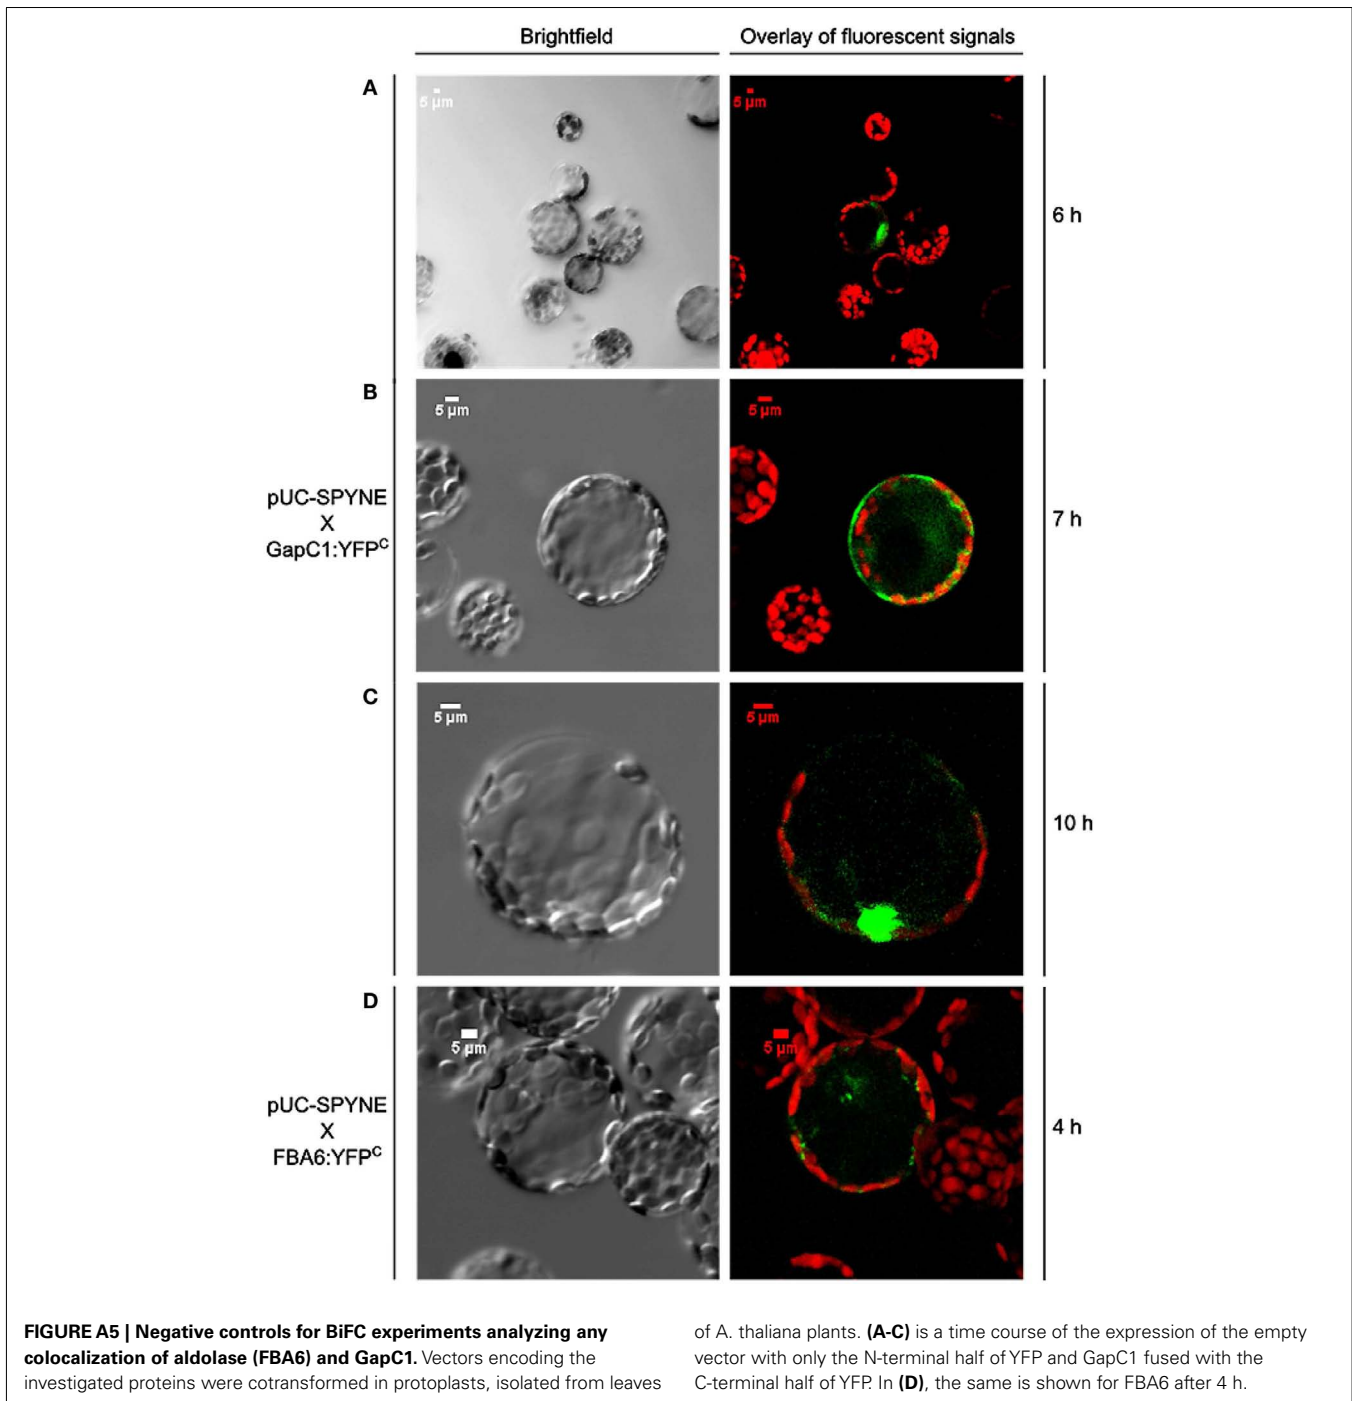 Brightfield
Overlay of fluorescent signals
A
5 µm
5 µm
6 h
B
5 µm
5 µm
pUC-SPYNE
X
GapC1:YFPᶜ
7 h
C
5 µm
5 µm
10 h
D
5 µm
5 µm
pUC-SPYNE
X
FBA6:YFPᶜ
4 h
FIGURE A5 | Negative controls for BiFC experiments analyzing any
colocalization of aldolase (FBA6) and GapC1. Vectors encoding the
investigated proteins were cotransformed in protoplasts, isolated from leaves
of A. thaliana plants. (A-C) is a time course of the expression of the empty
vector with only the N-terminal half of YFP and GapC1 fused with the
C-terminal half of YFP. In (D), the same is shown for FBA6 after 4 h.